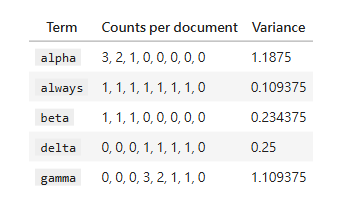 Term Counts per document Variance
alpha 3, 2, 1, 0, 0, 0, 0, 0 1.1875
always 1, 1, 1, 1, 1, 1, 1, 0 0.109375
beta 1, 1, 1, 0, 0, 0, 0, 0 0.234375
delta 0, 0, 0, 1, 1, 1, 1, 0 0.25
gamma 0, 0, 0, 3, 2, 1, 1, 0 1.109375